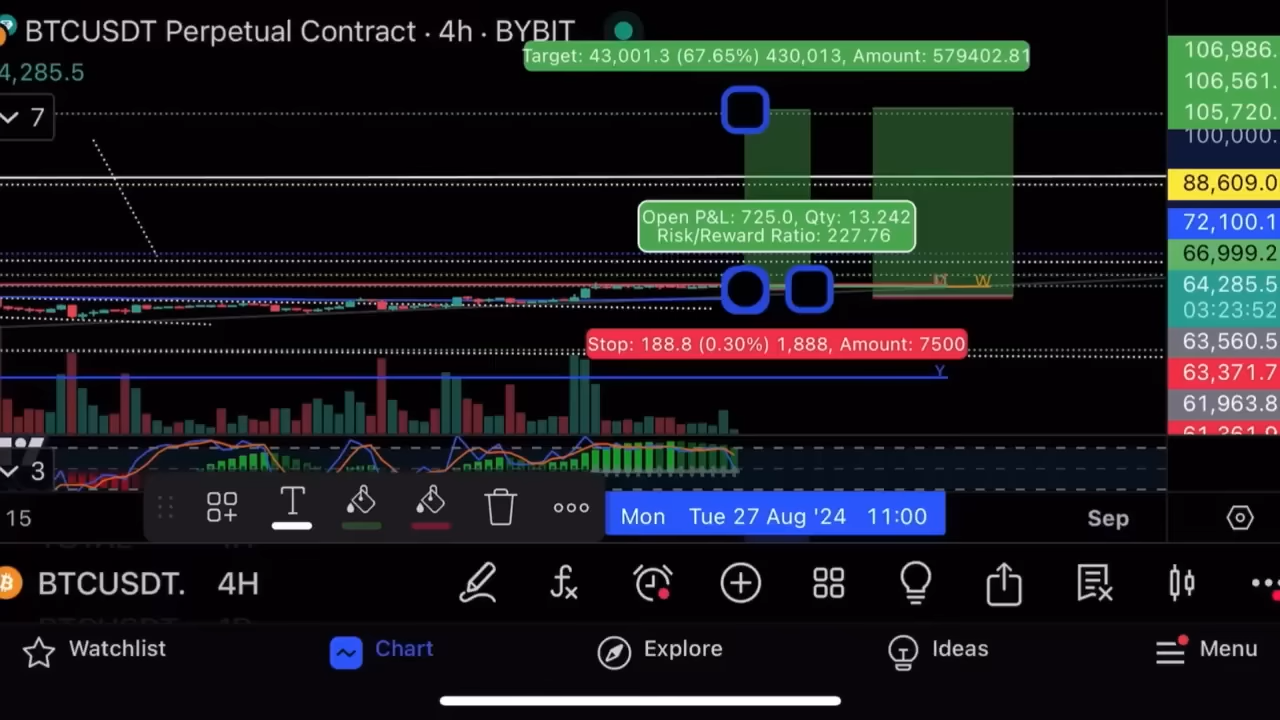 BTCUSDT Perpetual Contract · 4h · BYBIT
4,285.5
Target: 43,001.3 (67.65%) 430,013, Amount: 579402.81
7
Open P&L: 725.0, Qty: 13.242
Risk/Reward Ratio: 227.76
D W
Stop: 188.8 (0.30%) 1,888, Amount: 7500
Y
106,986.
106,561.
105,720.
100,000.
88,609.0
72,100.1
66,999.2
64,285.5
03:23:52
63,560.5
63,371.7
61,963.8
61,361.9
3
T
15
Mon Tue 27 Aug '24 11:00
Sep
BTCUSDT. 4H
Watchlist
Chart
Explore
Ideas
Menu